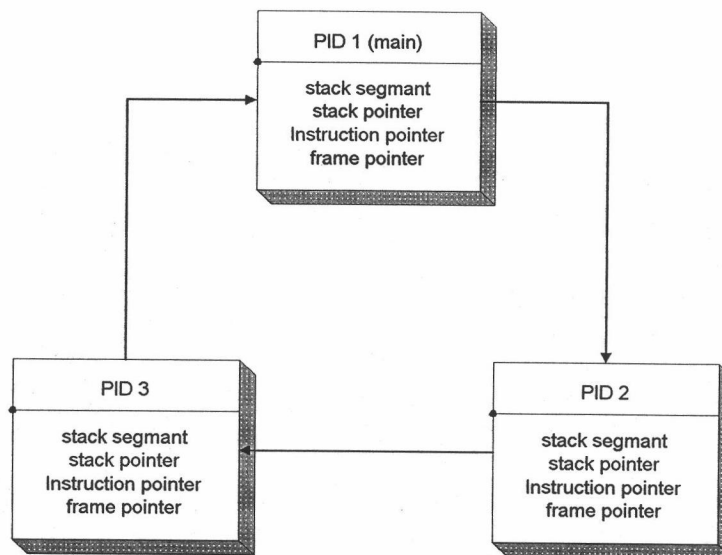 PID 1 (main)
stack segmant
stack pointer
Instruction pointer
frame pointer
PID 3
stack segmant
stack pointer
Instruction pointer
frame pointer
PID 2
stack segmant
stack pointer
Instruction pointer
frame pointer